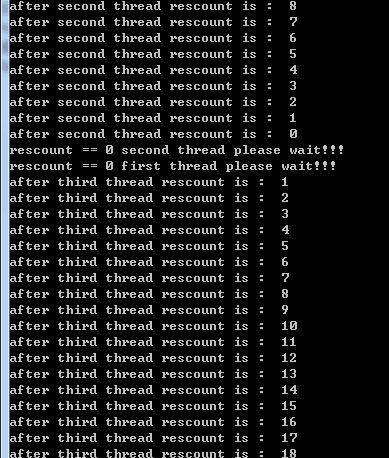 after second thread rescount is :  8
after second thread rescount is :  7
after second thread rescount is :  6
after second thread rescount is :  5
after second thread rescount is :  4
after second thread rescount is :  3
after second thread rescount is :  2
after second thread rescount is :  1
after second thread rescount is :  0
rescount == 0 second thread please wait!!!
rescount == 0 first thread please wait!!!
after third thread rescount is :  1
after third thread rescount is :  2
after third thread rescount is :  3
after third thread rescount is :  4
after third thread rescount is :  5
after third thread rescount is :  6
after third thread rescount is :  7
after third thread rescount is :  8
after third thread rescount is :  9
after third thread rescount is :  10
after third thread rescount is :  11
after third thread rescount is :  12
after third thread rescount is :  13
after third thread rescount is :  14
after third thread rescount is :  15
after third thread rescount is :  16
after third thread rescount is :  17
after third thread rescount is :  18